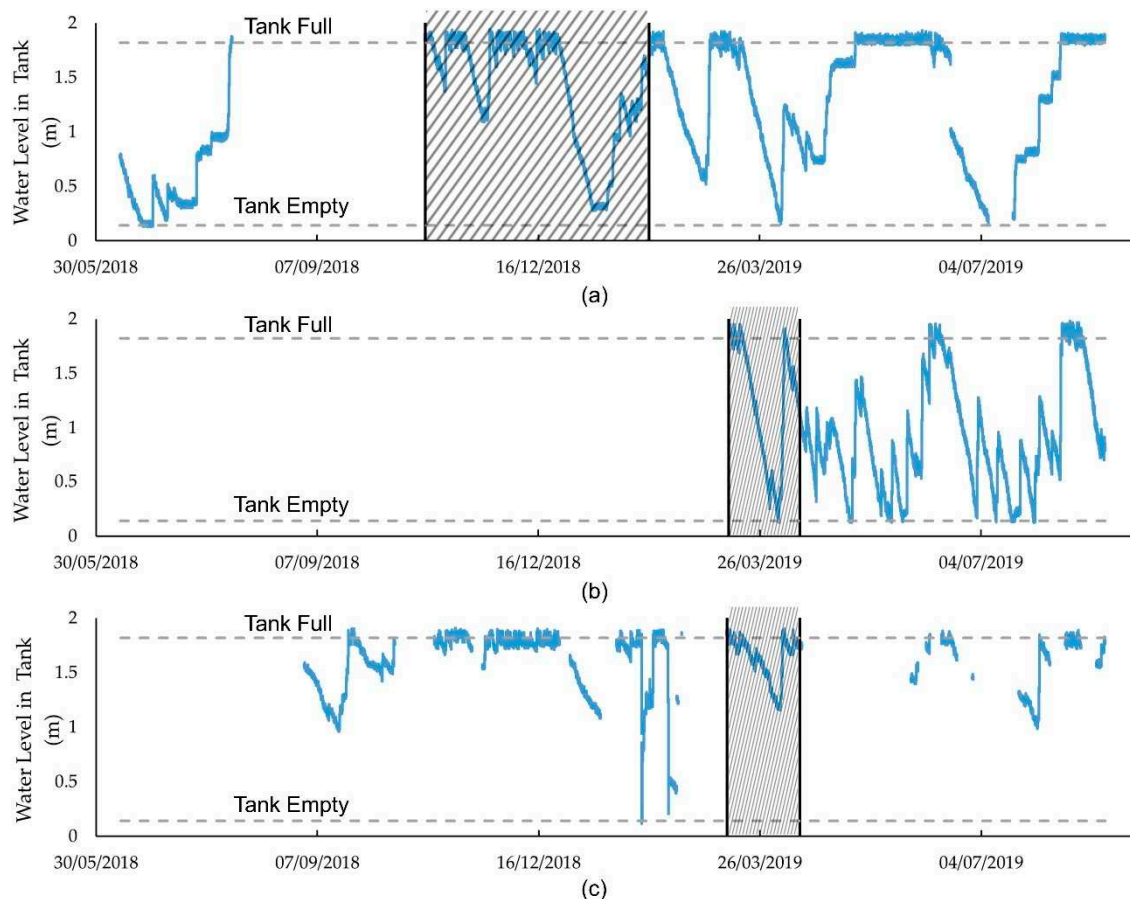 2
Tank Full
1.5
1
0.5
Tank Empty
0
Water Level in Tank
(m)
30/05/2018 07/09/2018 16/12/2018 26/03/2019 04/07/2019
(a)
2
Tank Full
1.5
1
0.5
Tank Empty
0
Water Level in Tank
(m)
30/05/2018 07/09/2018 16/12/2018 26/03/2019 04/07/2019
(b)
2
Tank Full
1.5
1
0.5
Tank Empty
0
Water Level in Tank
(m)
30/05/2018 07/09/2018 16/12/2018 26/03/2019 04/07/2019
(c)